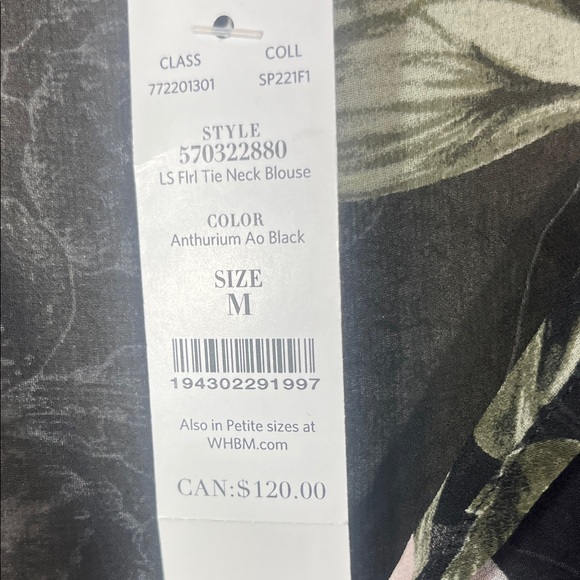 CLASS COLL
772201301 SP221F1
STYLE
570322880
LS Flrl Tie Neck Blouse
COLOR
Anthurium Ao Black
SIZE
M
194302291997
Also in Petite sizes at
WHBM.com
CAN:$120.00